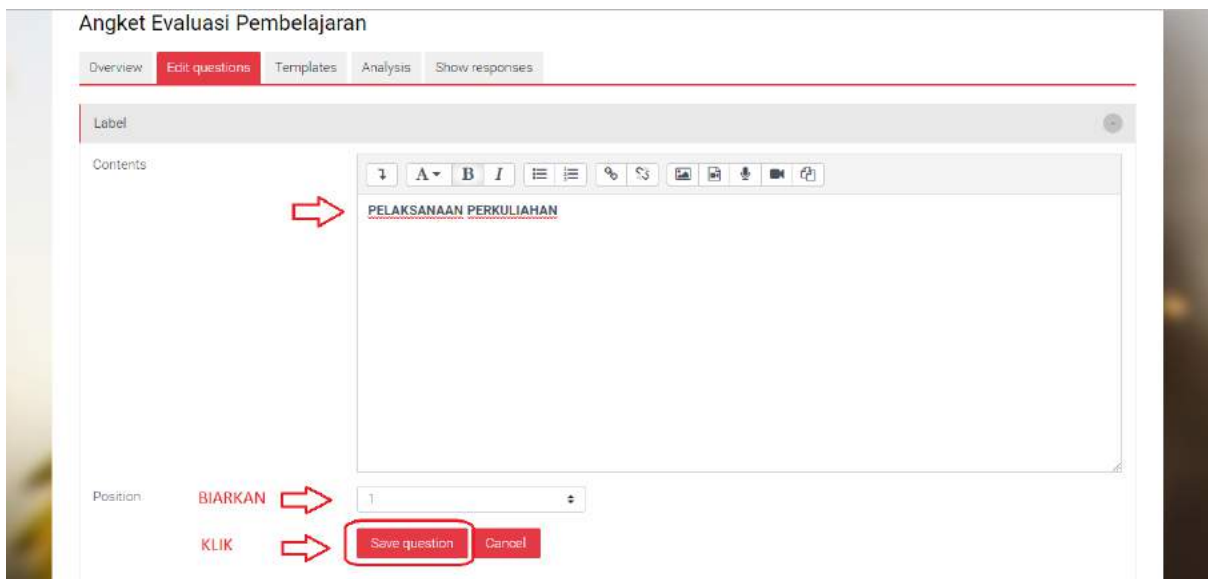 Angket Evaluasi Pembelajaran
Overview Edit questions Templates Analysis Show responses
Label
Contents
A B I
PELAKSANAAN PERKULIAHAN
Position BIARKAN 1
KLIK Save question Cancel